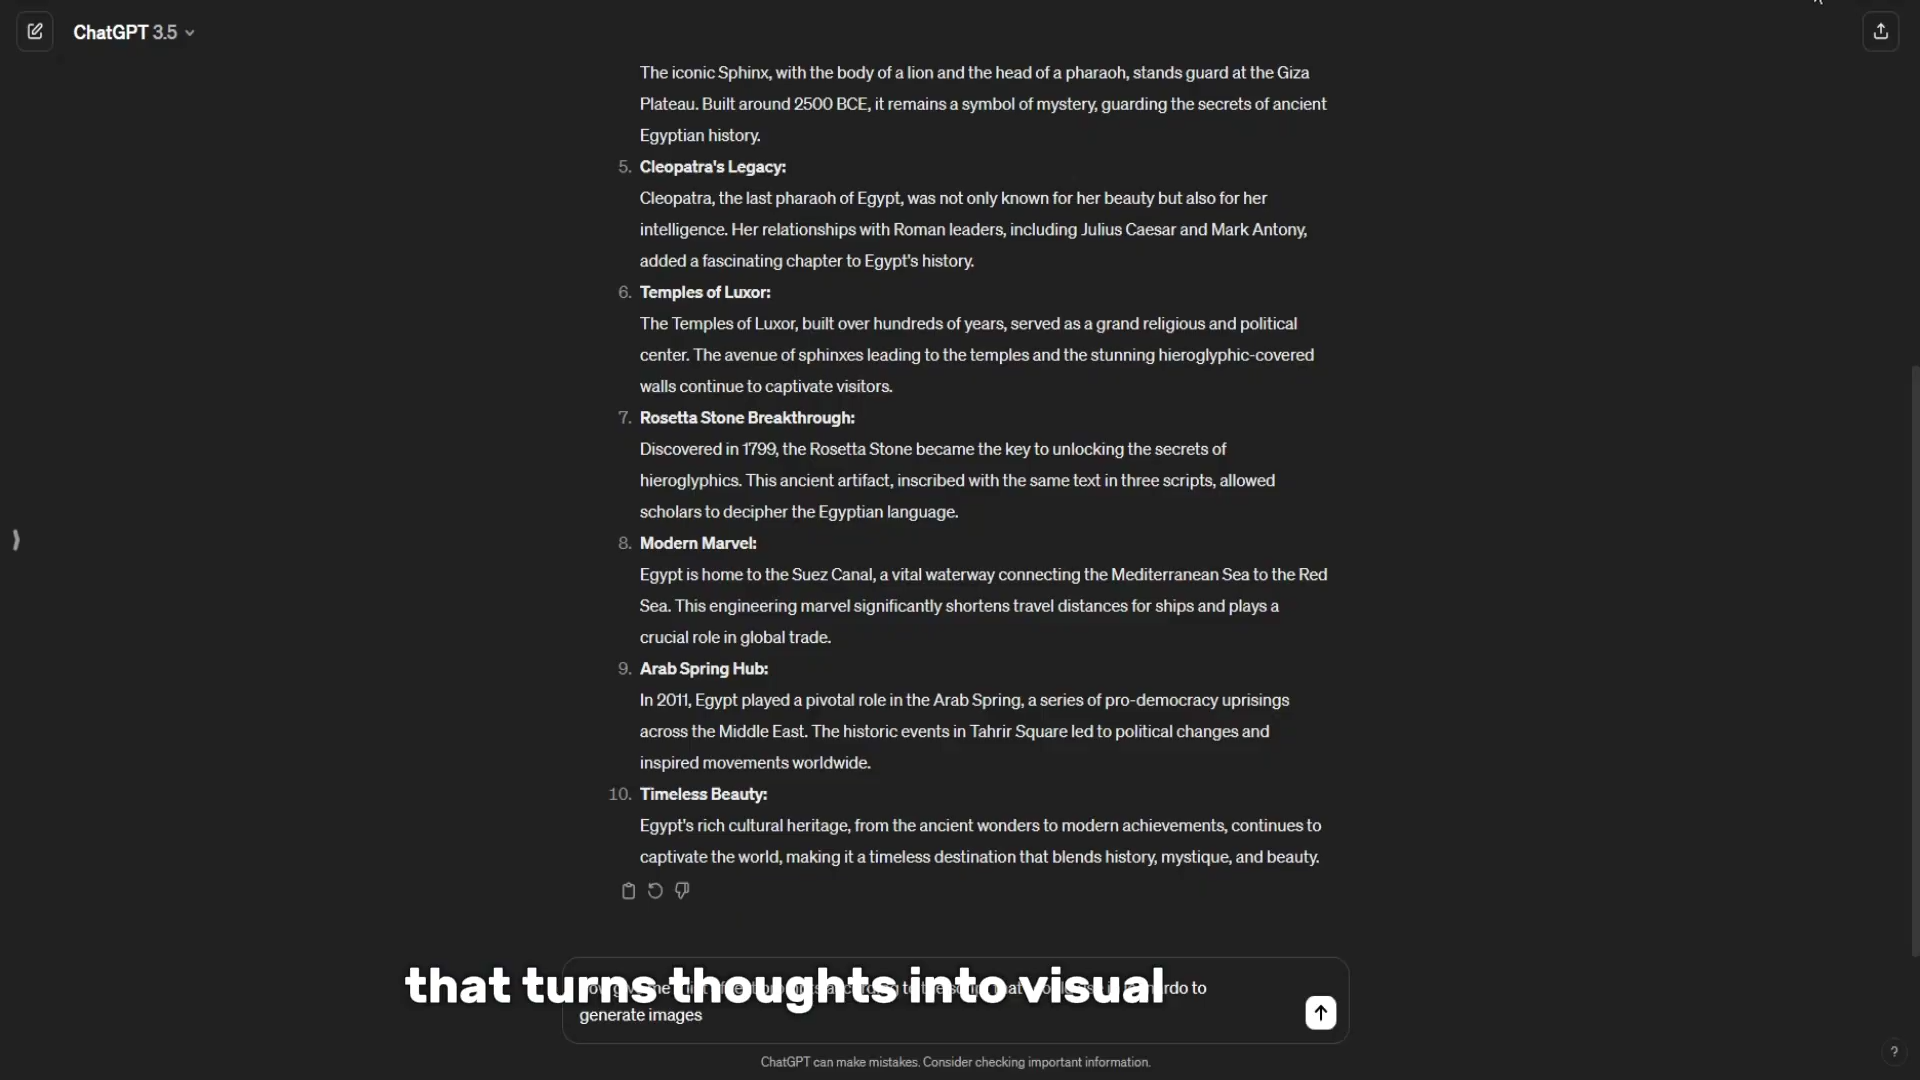 ChatGPT 3.5
The iconic Sphinx, with the body of a lion and the head of a pharaoh, stands guard at the Giza
Plateau. Built around 2500 BCE, it remains a symbol of mystery, guarding the secrets of ancient
Egyptian history.
5. Cleopatra's Legacy:
Cleopatra, the last pharaoh of Egypt, was not only known for her beauty but also for her
intelligence. Her relationships with Roman leaders, including Julius Caesar and Mark Antony,
added a fascinating chapter to Egypt's history.
6. Temples of Luxor:
The Temples of Luxor, built over hundreds of years, served as a grand religious and political
center. The avenue of sphinxes leading to the temples and the stunning hieroglyphic-covered
walls continue to captivate visitors.
7. Rosetta Stone Breakthrough:
Discovered in 1799, the Rosetta Stone became the key to unlocking the secrets of
hieroglyphics. This ancient artifact, inscribed with the same text in three scripts, allowed
scholars to decipher the Egyptian language.
8. Modern Marvel:
Egypt is home to the Suez Canal, a vital waterway connecting the Mediterranean Sea to the Red
Sea. This engineering marvel significantly shortens travel distances for ships and plays a
crucial role in global trade.
9. Arab Spring Hub:
In 2011, Egypt played a pivotal role in the Arab Spring, a series of pro-democracy uprisings
across the Middle East. The historic events in Tahrir Square led to political changes and
inspired movements worldwide.
10. Timeless Beauty:
Egypt's rich cultural heritage, from the ancient wonders to modern achievements, continues to
captivate the world, making it a timeless destination that blends history, mystique, and beauty.
that turns thoughts into visual
to
generate images
ChatGPT can make mistakes. Consider checking important information.
?